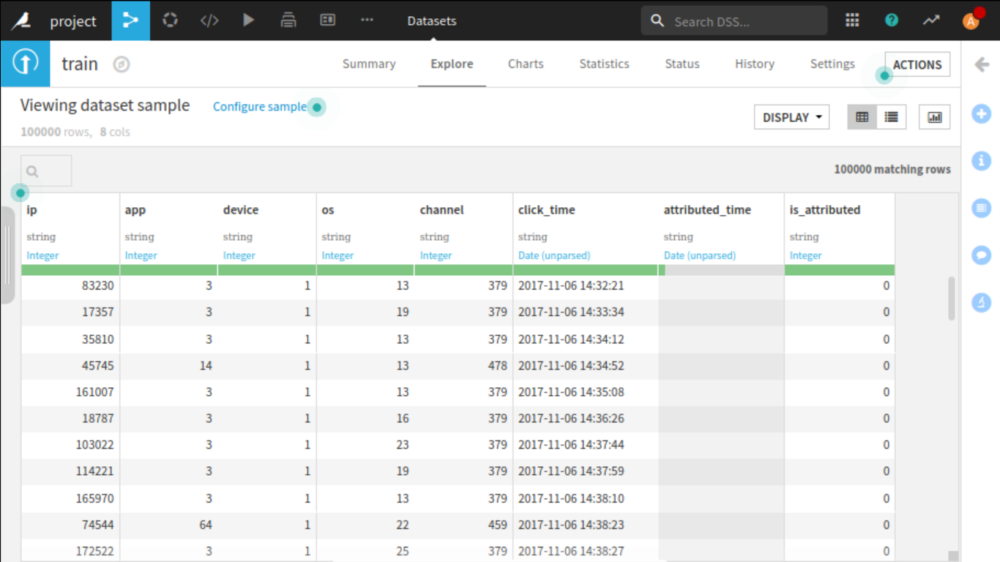 project
Datasets
Search DSS...
A
train
Summary
Explore
Charts
Statistics
Status
History
Settings
ACTIONS
Viewing dataset sample
Configure sample
DISPLAY
100000 rows, 8 cols
100000 matching rows
ip app device os channel click_time attributed_time is_attributed
string string string string string string string string
Integer Integer Integer Integer Integer Date (unparsed) Date (unparsed) Integer
83230 3 1 13 379 2017-11-06 14:32:21 0
17357 3 1 19 379 2017-11-06 14:33:34 0
35810 3 1 13 379 2017-11-06 14:34:12 0
45745 14 1 13 478 2017-11-06 14:34:52 0
161007 3 1 13 379 2017-11-06 14:35:08 0
18787 3 1 16 379 2017-11-06 14:36:26 0
103022 3 1 23 379 2017-11-06 14:37:44 0
114221 3 1 19 379 2017-11-06 14:37:59 0
165970 3 1 13 379 2017-11-06 14:38:10 0
74544 64 1 22 459 2017-11-06 14:38:23 0
172522 3 1 25 379 2017-11-06 14:38:27 0